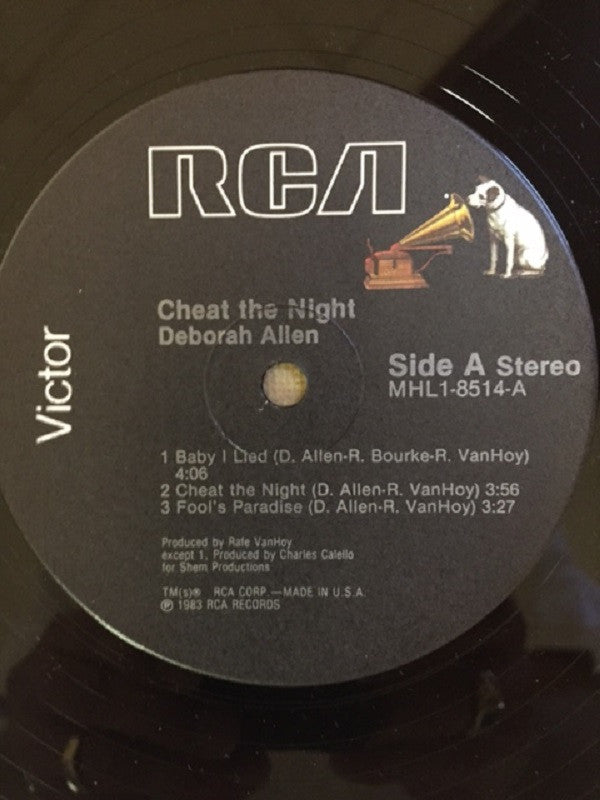 RCA
Victor
Cheat the Night
Deborah Allen
Side A Stereo
MHL1-8514-A
1 Baby I Lied (D. Allen-R. Bourke-R. VanHoy)
4:06
2 Cheat the Night (D. Allen-R. VanHoy) 3:56
3 Fool's Paradise (D. Allen-R. VanHoy) 3:27
Produced by Rafe VanHoy
except 1, Produced by Charles Calello
for Shem Productions
TM(s)® RCA CORP.—MADE IN U.S.A.
Ⓟ 1983 RCA RECORDS